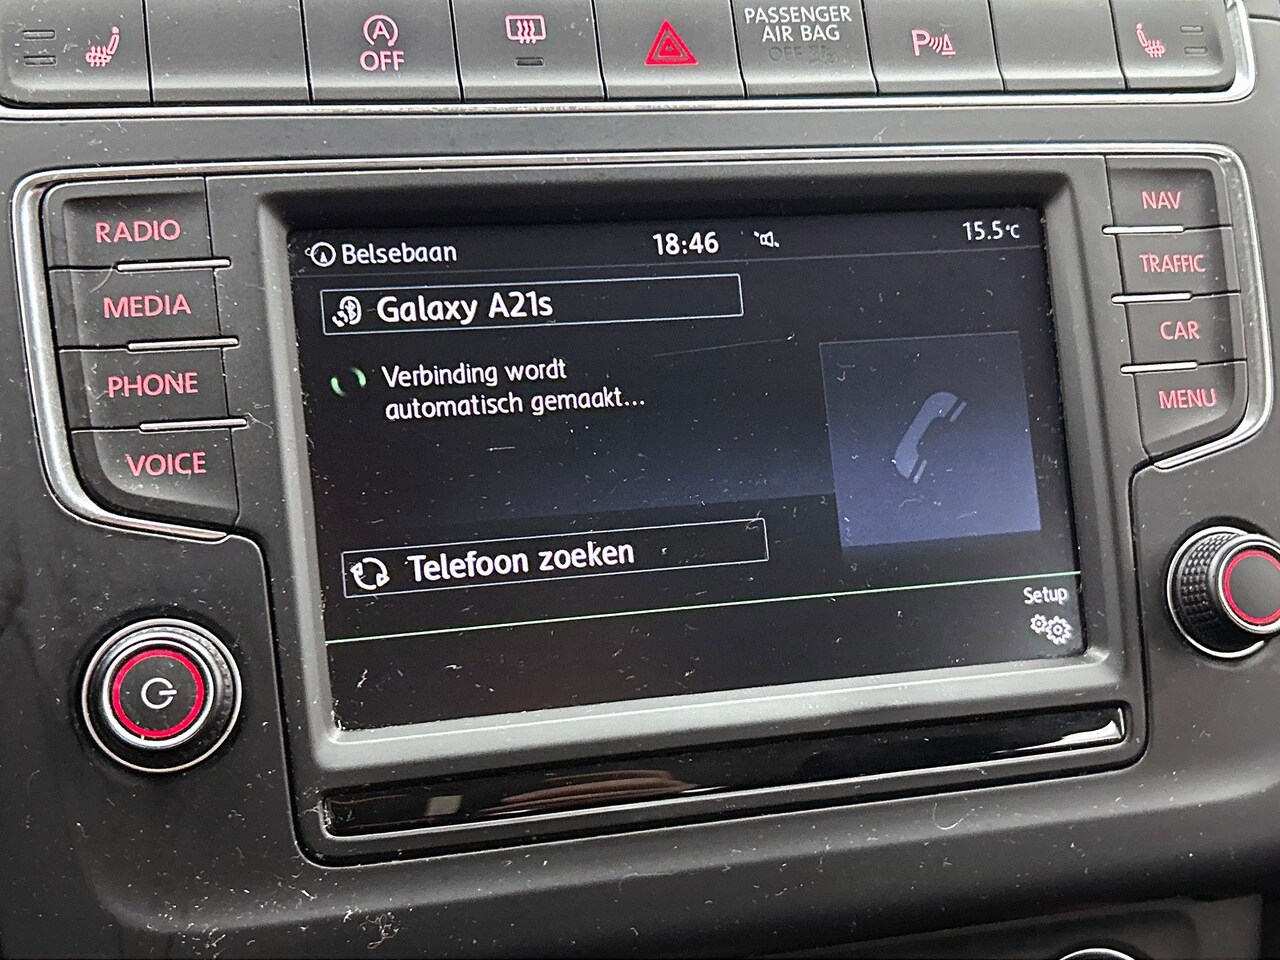 OFF
PASSENGER
AIR BAG
OFF
P
RADIO
MEDIA
PHONE
VOICE
Belsebaan
18:46
15.5°C
Galaxy A21s
Verbinding wordt
automatisch gemaakt...
Telefoon zoeken
Setup
NAV
TRAFFIC
CAR
MENU